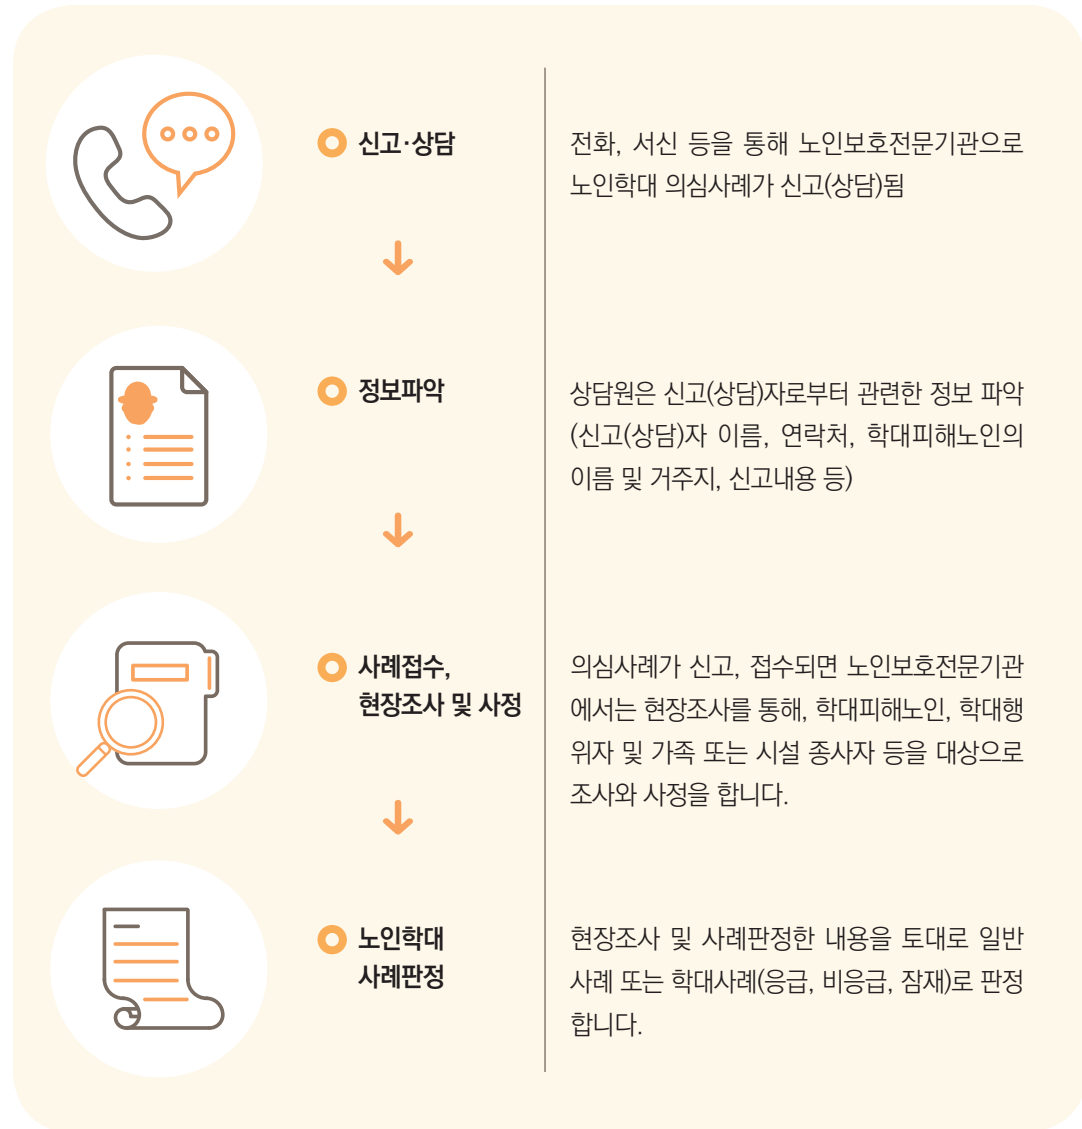 신고·상담
전화, 서신 등을 통해 노인보호전문기관으로
노인학대 의심사례가 신고(상담)됨
정보파악
상담원은 신고(상담)자로부터 관련한 정보 파악
(신고(상담)자 이름, 연락처, 학대피해노인의
이름 및 거주지, 신고내용 등)
사례접수,
현장조사 및 사정
의심사례가 신고, 접수되면 노인보호전문기관
에서는 현장조사를 통해, 학대피해노인, 학대행
위자 및 가족 또는 시설 종사자 등을 대상으로
조사와 사정을 합니다.
노인학대
사례판정
현장조사 및 사례판정한 내용을 토대로 일반
사례 또는 학대사례(응급, 비응급, 잠재)로 판정
합니다.